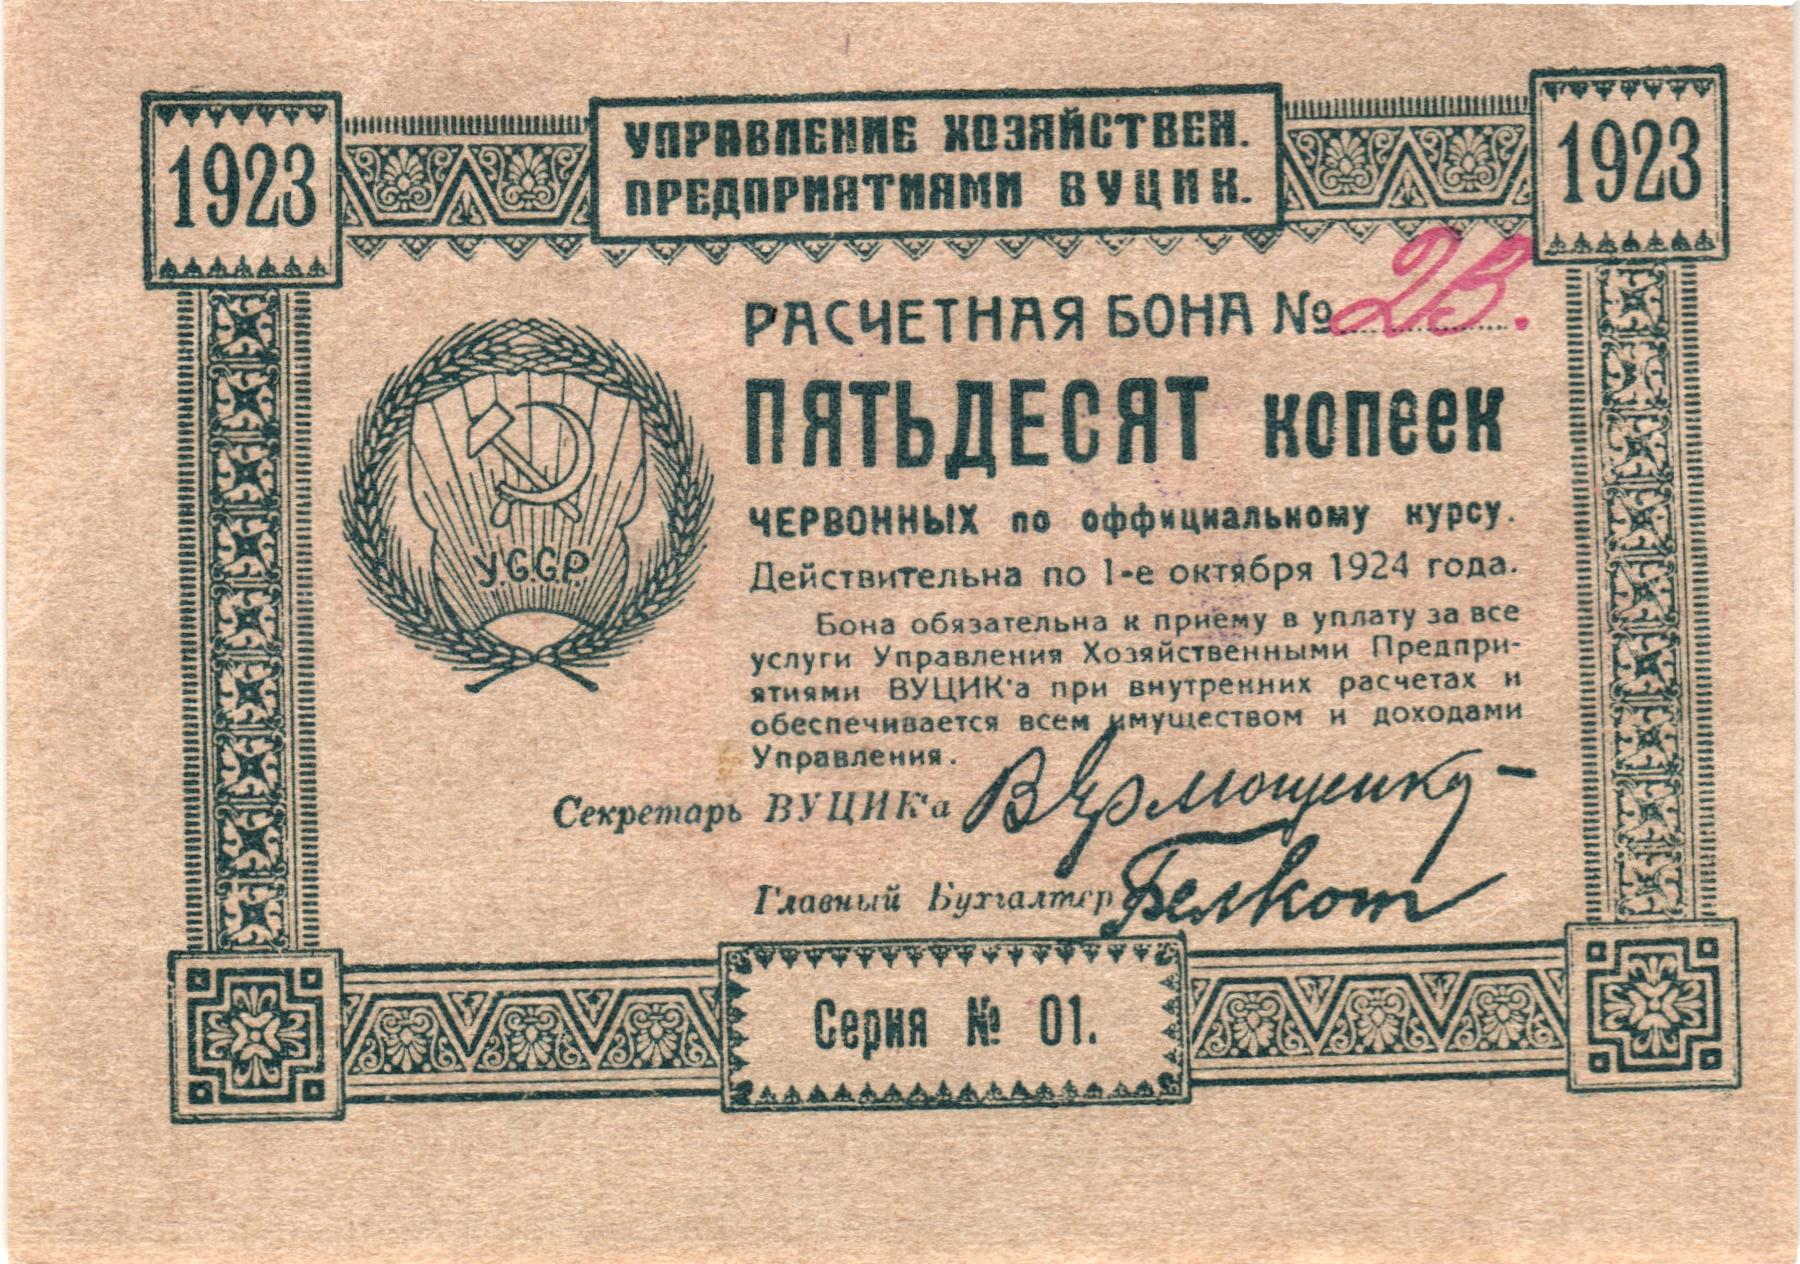 1923
УПРАВЛЕНИЕ ХОЗЯЙСТВЕН.
ПРЕДПРИЯТИЯМИ ВУЦИК.
1923
РАСЧЕТНАЯ БОНА № 23.
ПЯТЬДЕСЯТ копеек
ЧЕРВОННЫХ по оффициальному курсу.
Действительна по 1-е октября 1924 года.
У.С.С.Р.
Бона обязательна к приему в уплату за все
услуги Управления Хозяйственными Предпри-
ятиями ВУЦИК'а при внутренних расчетах и
обеспечивается всем имуществом и доходами
Управления.
Секретарь ВУЦИК'а В Ярмощенко
Главный Бухгалтер
Серия № 01.